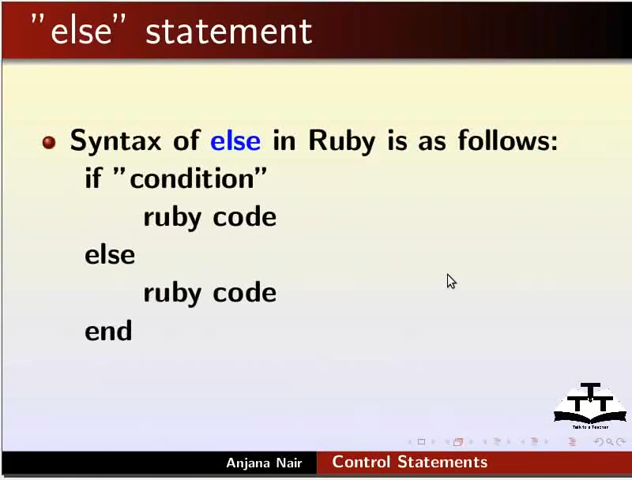 "else" statement
Syntax of else in Ruby is as follows:
if "condition"
ruby code
else
ruby code
end
TTT
Talk to a Teacher
Anjana Nair
Control Statements